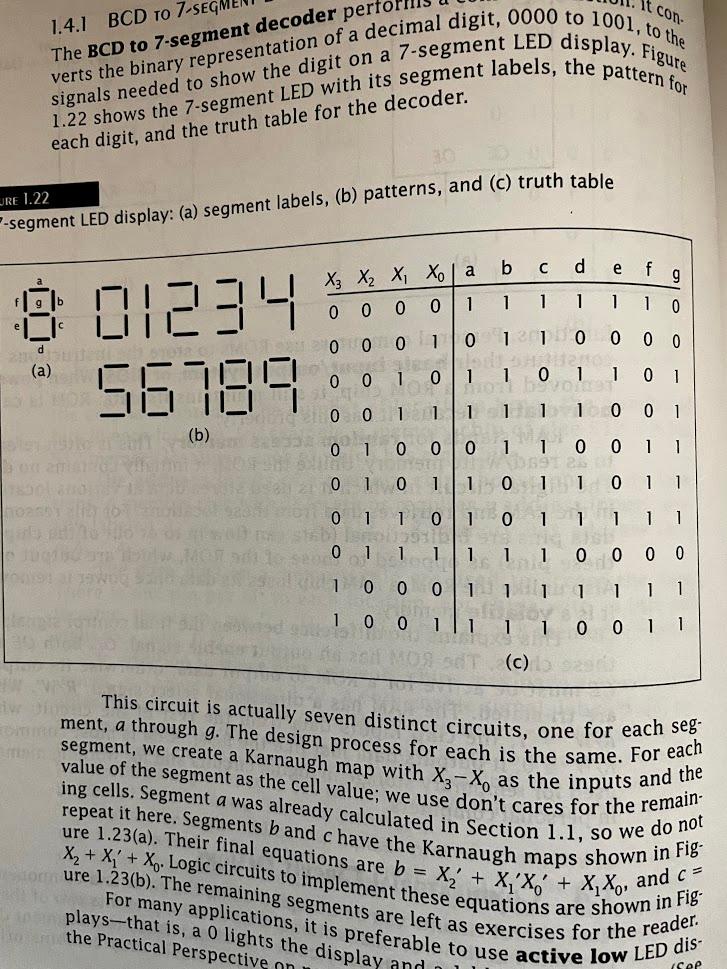 1.4.1 BCD TO 7-SEGMENT
The BCD to 7-segment decoder performs a It con-
verts the binary representation of a decimal digit, 0000 to 1001, to the
signals needed to show the digit on a 7-segment LED display. Figure
1.22 shows the 7-segment LED with its segment labels, the pattern for
each digit, and the truth table for the decoder.
URE 1.22
7-segment LED display: (a) segment labels, (b) patterns, and (c) truth table
a
f g b
e c
d
(a)
0 1 2 3 4
5 6 7 8 9
(b)
X₃ X₂ X₁ X₀ a b c d e f g
0 0 0 0 1 1 1 1 1 1 0
0 0 0 1 0 1 1 0 0 0 0
0 0 1 0 1 1 0 1 1 0 1
0 0 1 1 1 1 1 1 0 0 1
0 1 0 0 0 1 1 0 0 1 1
0 1 0 1 1 0 1 1 0 1 1
0 1 1 0 1 0 1 1 1 1 1
0 1 1 1 1 1 1 0 0 0 0
1 0 0 0 1 1 1 1 1 1 1
1 0 0 1 1 1 1 0 0 1 1
(c)
This circuit is actually seven distinct circuits, one for each seg-
ment, a through g. The design process for each is the same. For each
segment, we create a Karnaugh map with X₃–X₀ as the inputs and the
value of the segment as the cell value; we use don't cares for the remain-
ing cells. Segment a was already calculated in Section 1.1, so we do not
repeat it here. Segments b and c have the Karnaugh maps shown in Fig-
ure 1.23(a). Their final equations are b = X₂′ + X₁′X₀′ + X₁X₀, and c =
X₂ + X₁′ + X₀. Logic circuits to implement these equations are shown in Fig-
ure 1.23(b). The remaining segments are left as exercises for the reader.
For many applications, it is preferable to use active low LED dis-
plays—that is, a 0 lights the display and a 1
the Practical Perspective on (See